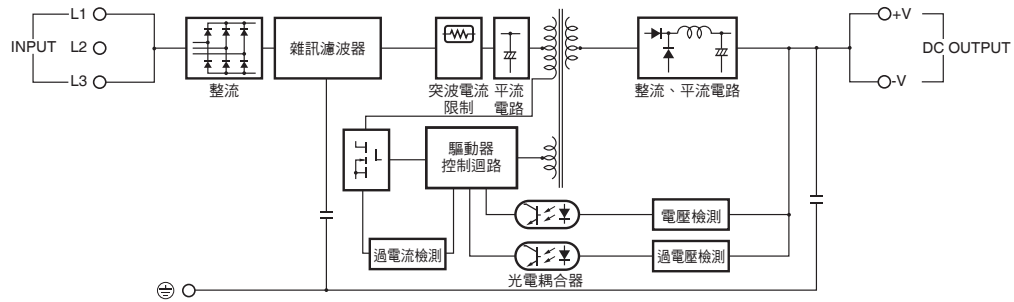 L1
INPUT
L2
L3
整流
雜訊濾波器
突波電流
限制
平流
電路
整流、平流電路
+V
DC OUTPUT
-V
驅動器
控制迴路
過電流檢測
電壓檢測
過電壓檢測
光電耦合器